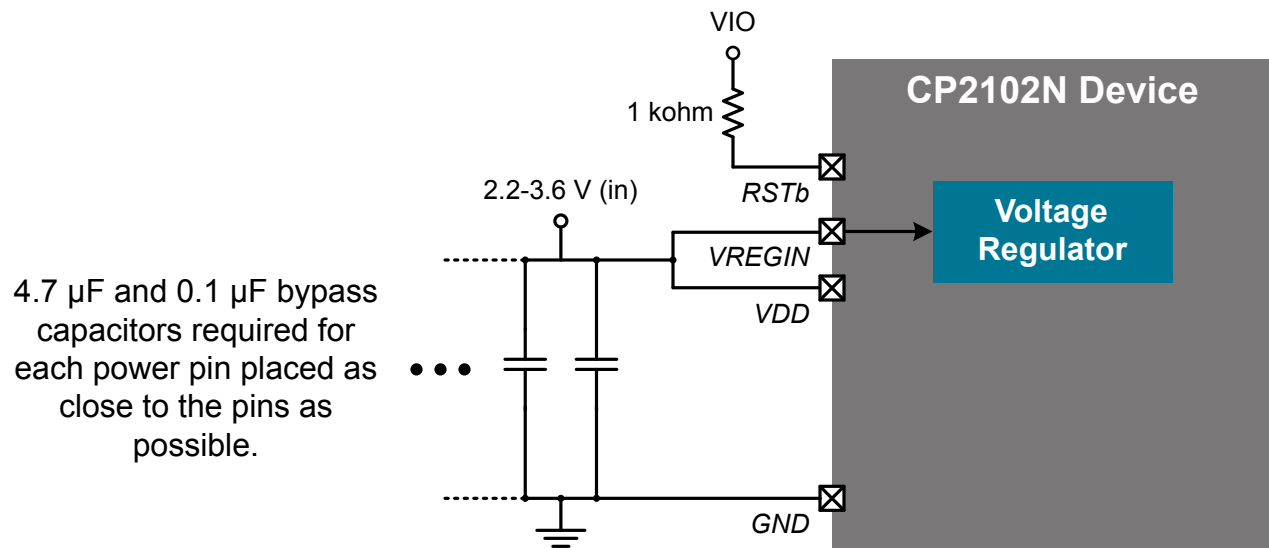 VIO
CP2102N Device
1 kohm
RSTb
2.2-3.6 V (in)
Voltage
Regulator
VREGIN
4.7 µF and 0.1 µF bypass
capacitors required for
each power pin placed as
close to the pins as
possible.
VDD
GND